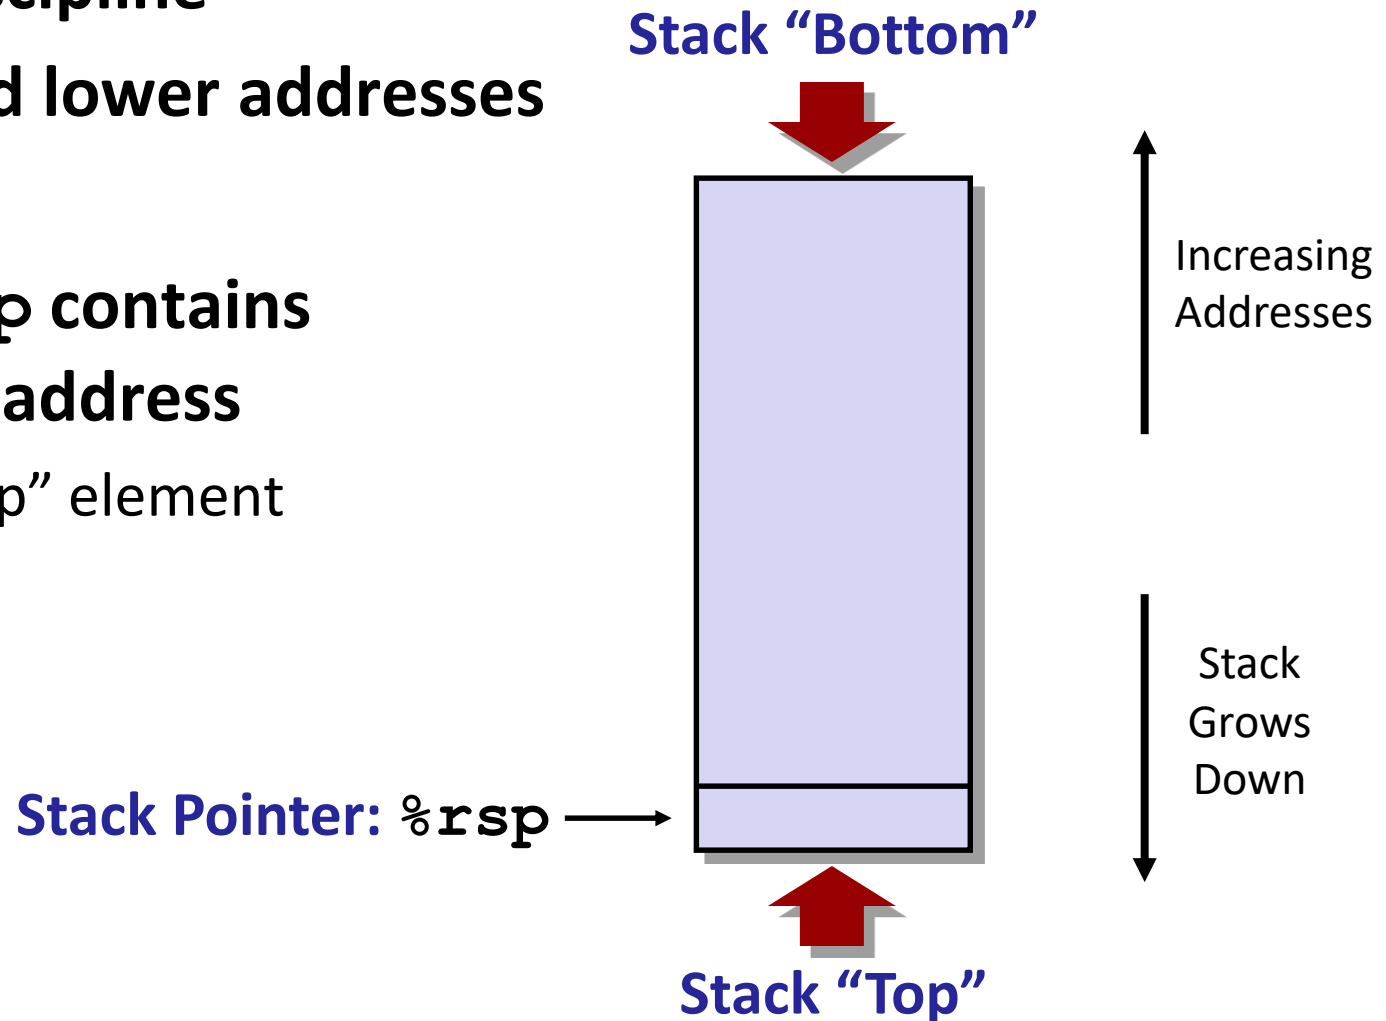 d lower addresses
p contains
address
p” element
Stack “Bottom”
Increasing
Addresses
Stack
Grows
Down
Stack Pointer: %rsp
Stack “Top”